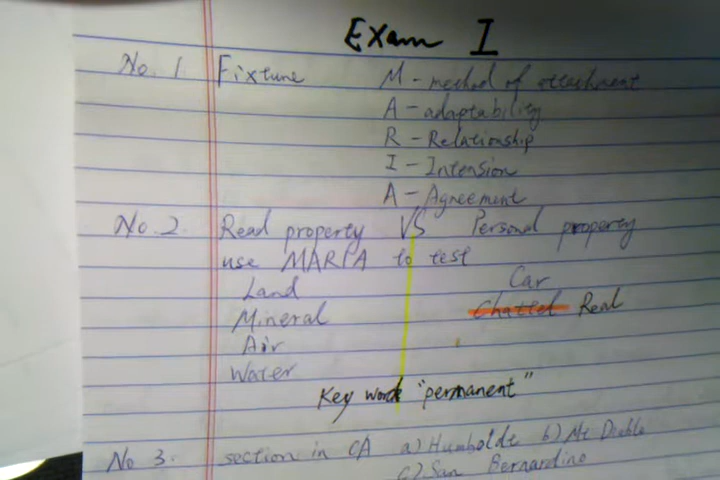 Exam I
No. 1 Fixture M - method of attachment
A - adaptability
R - Relationship
I - Intension
A - Agreement
No. 2 Read property VS Personal property
use MARIA to test
Land Car
Mineral Chattel Real
Air
Water
Key work "permanent"
No 3. section in CA a) Humboldt b) Mt Diablo
c) San Bernardino